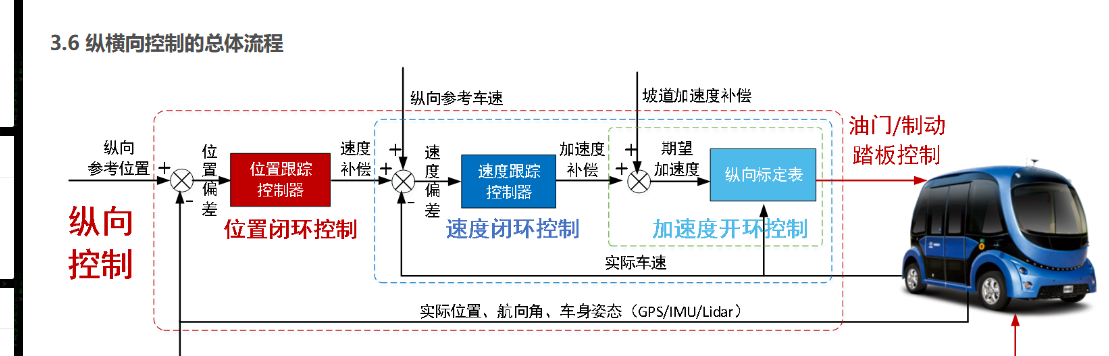 3.6 纵横向控制的总体流程
纵向参考车速
坡道加速度补偿
油门/制动
踏板控制
纵向
参考位置
+
-
位置偏差
位置跟踪
控制器
速度
补偿
+
+
-
速度偏差
速度跟踪
控制器
加速度
补偿
+
+
期望
加速度
纵向标定表
纵向
控制
位置闭环控制
速度闭环控制
加速度开环控制
实际车速
实际位置、航向角、车身姿态（GPS/IMU/Lidar）